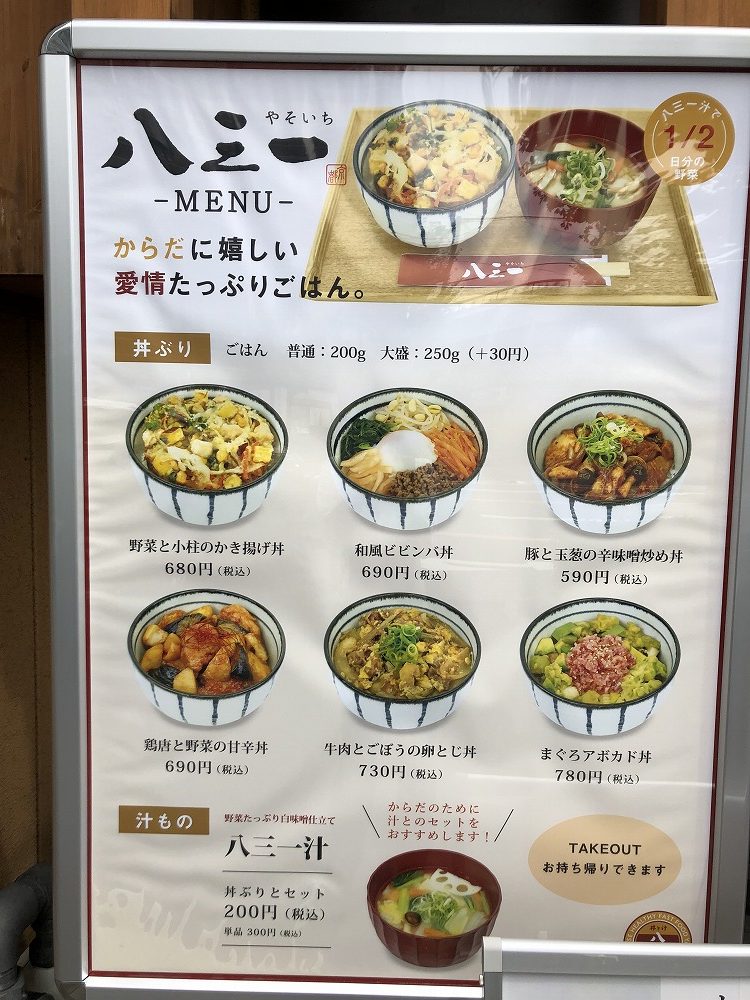 やそいち
八三一
-MENU-
からだに嬉しい
愛情たっぷりごはん。
八三一汁で
1/2
日分の
野菜
やそいち
八三一
丼ぶり ごはん 普通：200g 大盛：250g（＋30円）
野菜と小柱のかき揚げ丼
680円（税込）
和風ビビンバ丼
690円（税込）
豚と玉葱の辛味噌炒め丼
590円（税込）
鶏唐と野菜の甘辛丼
690円（税込）
牛肉とごぼうの卵とじ丼
730円（税込）
まぐろアボカド丼
780円（税込）
汁もの
野菜たっぷり白味噌仕立て
八三一汁
丼ぶりとセット
200円（税込）
単品 300円（税込）
からだのために
汁とのセットを
おすすめします！
TAKEOUT
お持ち帰りできます
HEALTHY FAST FOOD
丼と汁